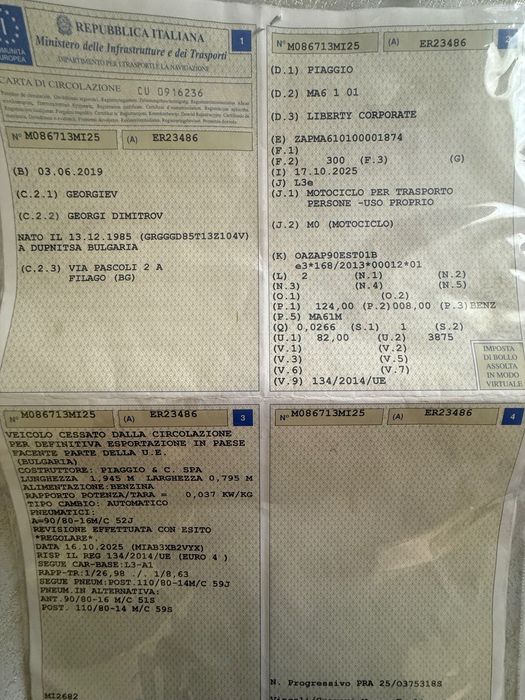 REPUBBLICA ITALIANA
Ministero delle Infrastrutture e dei Trasporti
DIPARTIMENTO PER I TRASPORTI E LA NAVIGAZIONE
1
CARTA DI CIRCOLAZIONE CU 0916236
N° M086713MI25 (A) ER23486
(B) 03.06.2019
(C.2.1) GEORGIEV
(C.2.2) GEORGI DIMITROV
NATO IL 13.12.1985 (GRGGGD85T13Z104V)
A DUPNITSA BULGARIA
(C.2.3) VIA PASCOLI 2 A
FILAGO (BG)
N° M086713MI25 (A) ER23486
2
(D.1) PIAGGIO
(D.2) MA6 1 01
(D.3) LIBERTY CORPORATE
(E) ZAPMA610100001874
(F.1)
(F.2) 300 (F.3) (G)
(I) 17.10.2025
(J) L3e
(J.1) MOTOCICLO PER TRASPORTO
PERSONE -USO PROPRIO
(J.2) M0 (MOTOCICLO)
(K) OAZAP90EST01B
e3*168/2013*00012*01
(L) 2 (N.1) (N.2)
(N.3) (N.4) (N.5)
(O.1) (O.2)
(P.1) 124,00 (P.2)008,00 (P.3)BENZ
(P.5) MA61M
(Q) 0,0266 (S.1) 1 (S.2)
(U.1) 82,00 (U.2) 3875
(V.1) (V.2)
(V.3) (V.5)
(V.6) (V.7)
(V.9) 134/2014/UE
IMPOSTA
DI BOLLO
ASSOLTA
IN MODO
VIRTUALE
N° M086713MI25 (A) ER23486
3
VEICOLO CESSATO DALLA CIRCOLAZIONE
PER DEFINITIVA ESPORTAZIONE IN PAESE
FACENTE PARTE DELLA U.E.
(BULGARIA)
COSTRUTTORE: PIAGGIO & C. SPA
LUNGHEZZA 1,945 M LARGHEZZA 0,795 M
ALIMENTAZIONE:BENZINA
RAPPORTO POTENZA/TARA = 0,037 KW/KG
TIPO CAMBIO: AUTOMATICO
PNEUMATICI:
A=90/80-16M/C 52J
REVISIONE EFFETTUATA CON ESITO
*REGOLARE*.
DATA 16.10.2025 (MIAB3XB2VYX)
RISP IL REG 134/2014/UE (EURO 4 )
SEGUE CAR-BASE:L3-A1
RAPP-TR:1/26,98 ./. 1/8,63
SEGUE PNEUM:POST.110/80-14M/C 59J
PNEUM.IN ALTERNATIVA:
ANT.90/80-16 M/C 51S
POST. 110/80-14 M/C 59S
MI2682
N° M086713MI25 (A) ER23486
4
N. Progressivo PRA 25/0375318S